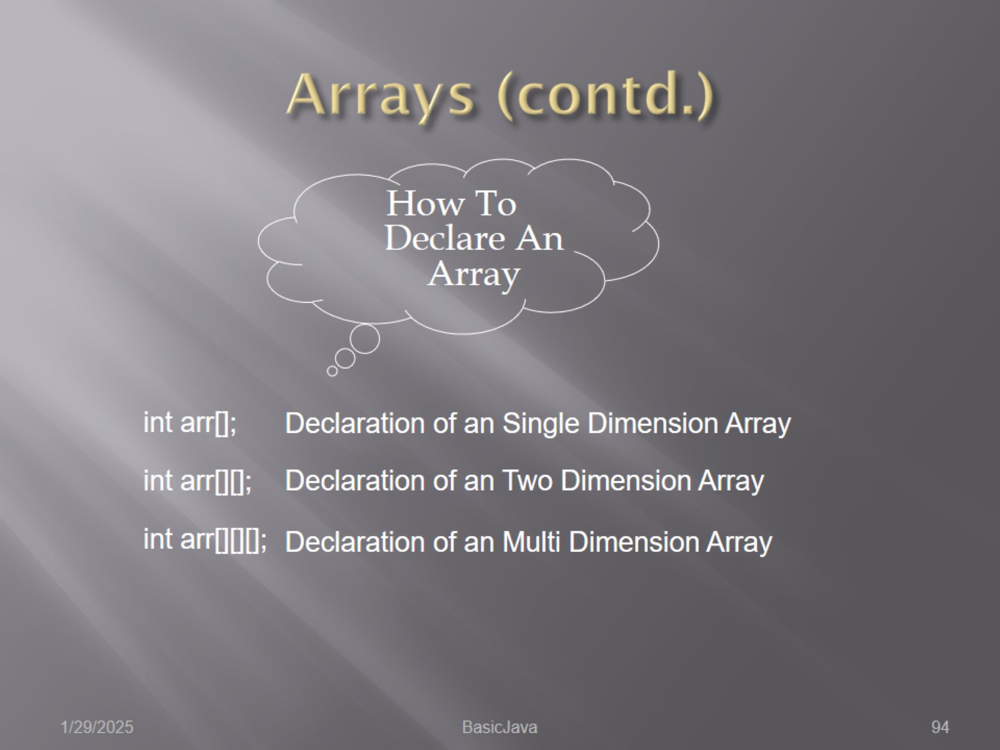 Arrays (contd.)
How To
Declare An
Array
int arr[]; Declaration of an Single Dimension Array
int arr[][]; Declaration of an Two Dimension Array
int arr[][][]; Declaration of an Multi Dimension Array
1/29/2025 BasicJava 94